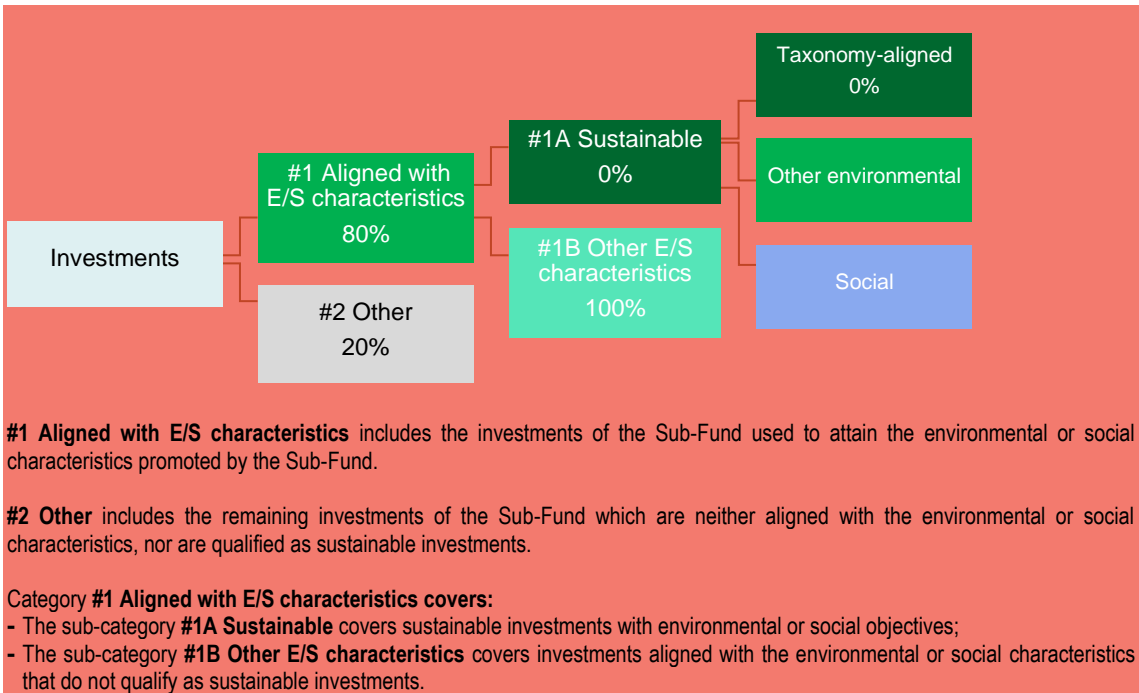 Investments
#1 Aligned with
E/S characteristics
80%
#2 Other
20%
#1A Sustainable
0%
#1B Other E/S
characteristics
100%
Taxonomy-aligned
0%
Other environmental
Social
#1 Aligned with E/S characteristics includes the investments of the Sub-Fund used to attain the environmental or social
characteristics promoted by the Sub-Fund.
#2 Other includes the remaining investments of the Sub-Fund which are neither aligned with the environmental or social
characteristics, nor are qualified as sustainable investments.
Category #1 Aligned with E/S characteristics covers:
- The sub-category #1A Sustainable covers sustainable investments with environmental or social objectives;
- The sub-category #1B Other E/S characteristics covers investments aligned with the environmental or social characteristics
that do not qualify as sustainable investments.